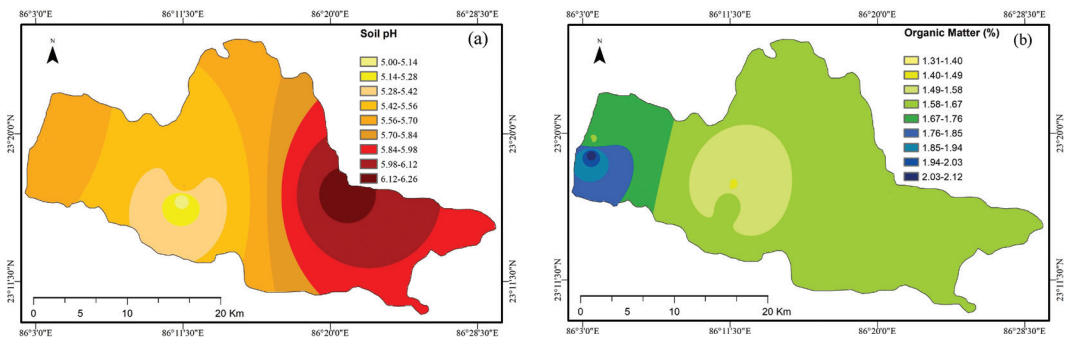 86°3'0"E 86°11'30"E 86°20'0"E 86°28'30"E
N
Soil pH
(a)
5.00-5.14
5.14-5.28
5.28-5.42
5.42-5.56
5.56-5.70
5.70-5.84
5.84-5.98
5.98-6.12
6.12-6.26
23°20'0"N
23°11'30"N
0 5 10 20 Km
86°3'0"E 86°11'30"E 86°20'0"E 86°28'30"E
86°3'0"E 86°11'30"E 86°20'0"E 86°28'30"E
N
Organic Matter (%)
(b)
1.31-1.40
1.40-1.49
1.49-1.58
1.58-1.67
1.67-1.76
1.76-1.85
1.85-1.94
1.94-2.03
2.03-2.12
23°20'0"N
23°20'0"N
23°11'30"N
23°11'30"N
0 5 10 20 Km
86°3'0"E 86°11'30"E 86°20'0"E 86°28'30"E